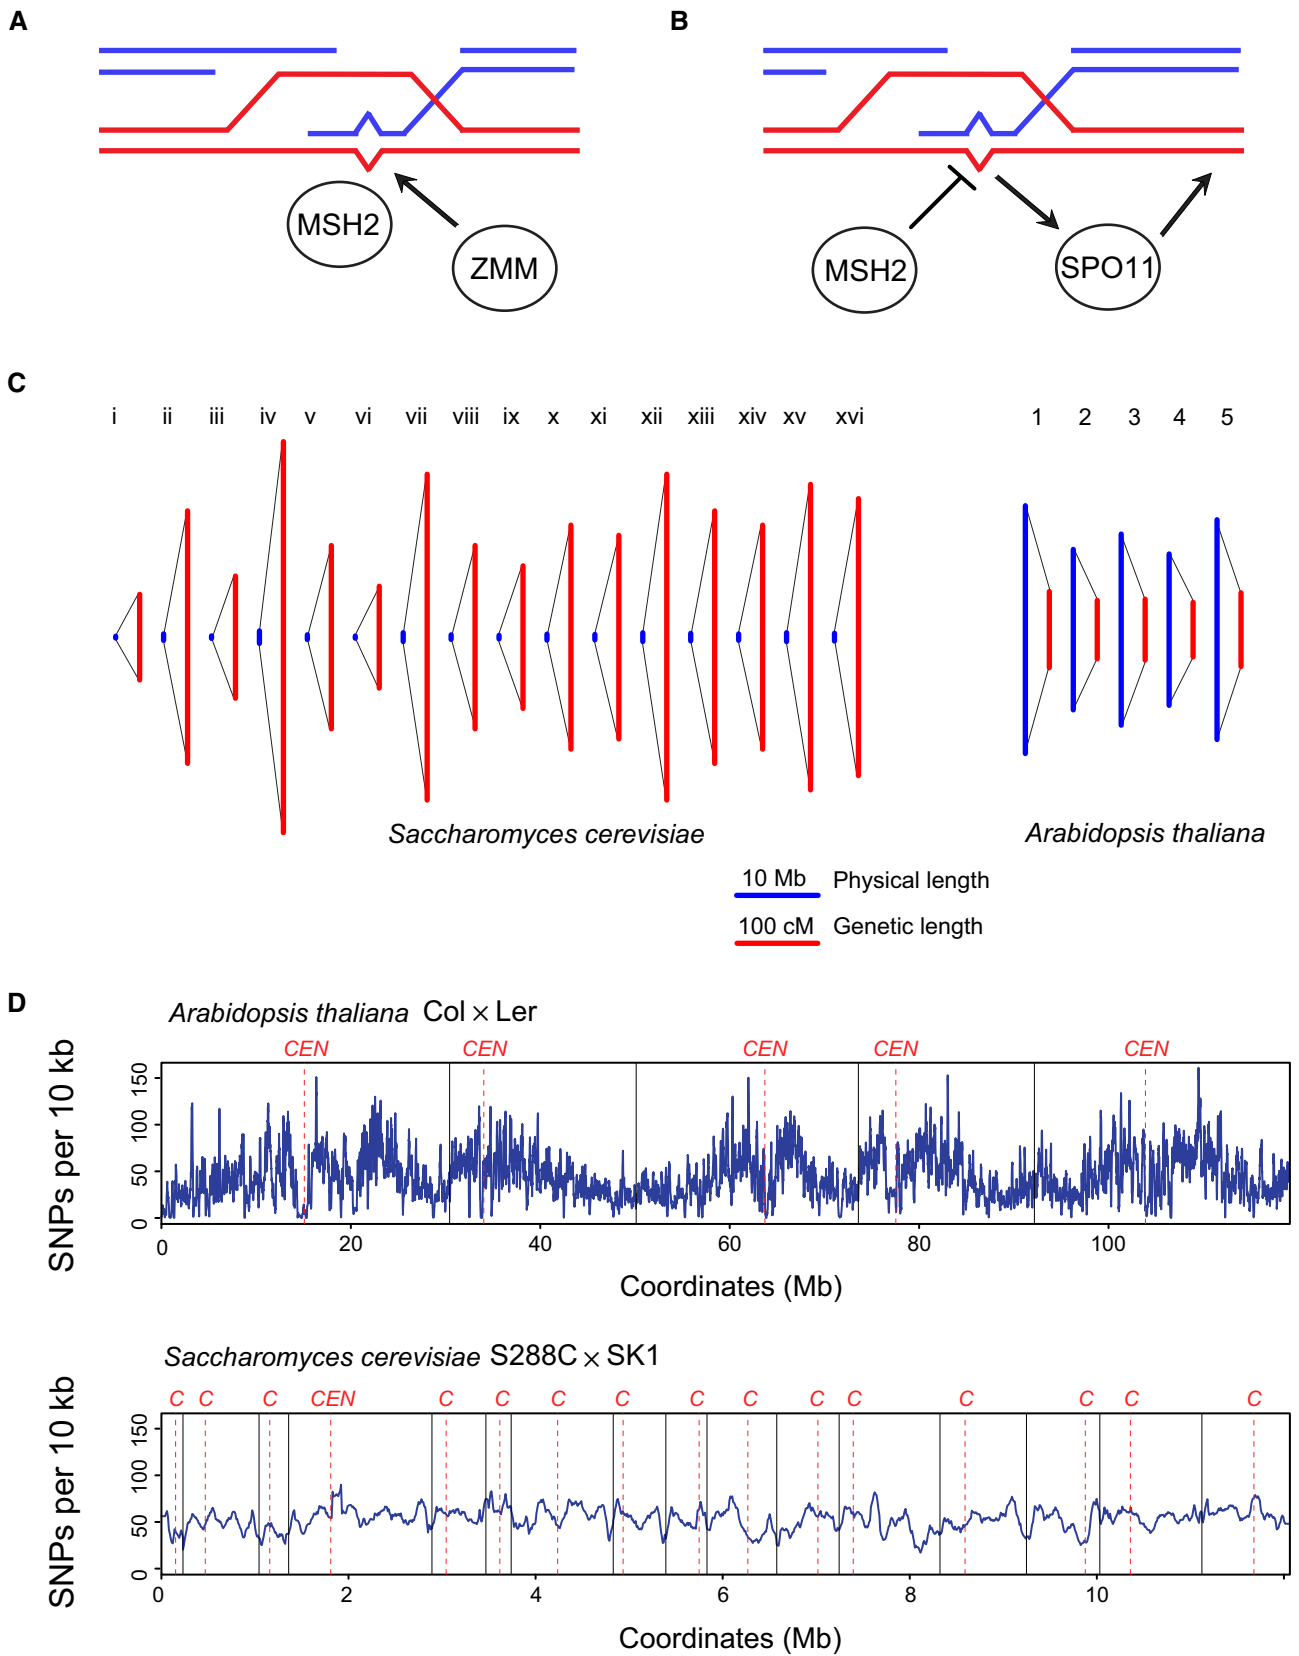 A
B
MSH2
ZMM
MSH2
SPO11
C
i ii iii iv v vi vii viii ix x xi xii xiii xiv xv xvi
1 2 3 4 5
Saccharomyces cerevisiae
Arabidopsis thaliana
10 Mb Physical length
100 cM Genetic length
D
Arabidopsis thaliana Col × Ler
CEN CEN CEN CEN CEN
SNPs per 10 kb
150
100
50
0
0 20 40 60 80 100
Coordinates (Mb)
Saccharomyces cerevisiae S288C × SK1
C C C CEN C C C C C C C C C C C C
SNPs per 10 kb
150
100
50
0
0 2 4 6 8 10
Coordinates (Mb)